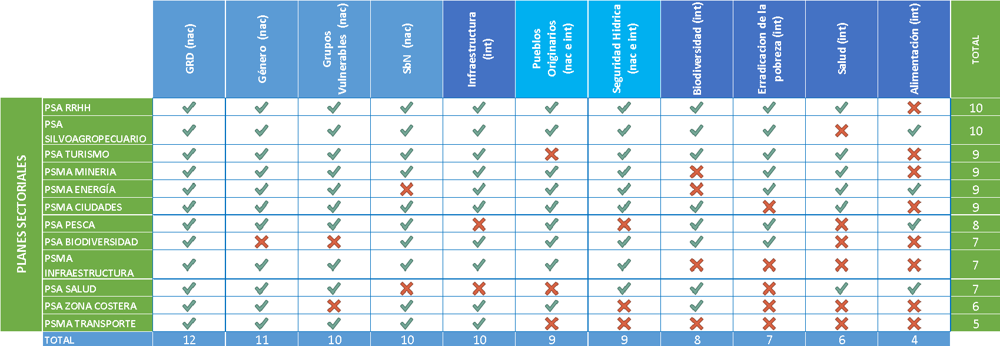 GRD (nac)
Género (nac)
Grupos
Vulnerables (nac)
SbN (nac)
Infraestructura
(int)
Pueblos
Originarios
(nac e int)
Seguridad Hidrica
(nac e int)
Biodiversidad (int)
Erradicacion de la
pobreza (int)
Salud (int)
Alimentación (int)
TOTAL
PLANES SECTORIALES
PSA RRHH
10
PSA
SILVOAGROPECUARIO
10
PSA TURISMO
9
PSMA MINERIA
9
PSMA ENERGÍA
9
PSMA CIUDADES
9
PSA PESCA
8
PSA BIODIVERSIDAD
7
PSMA
INFRAESTRUCTURA
7
PSA SALUD
7
PSA ZONA COSTERA
6
PSMA TRANSPORTE
5
TOTAL 12 11 10 10 10 9 9 8 7 6 4